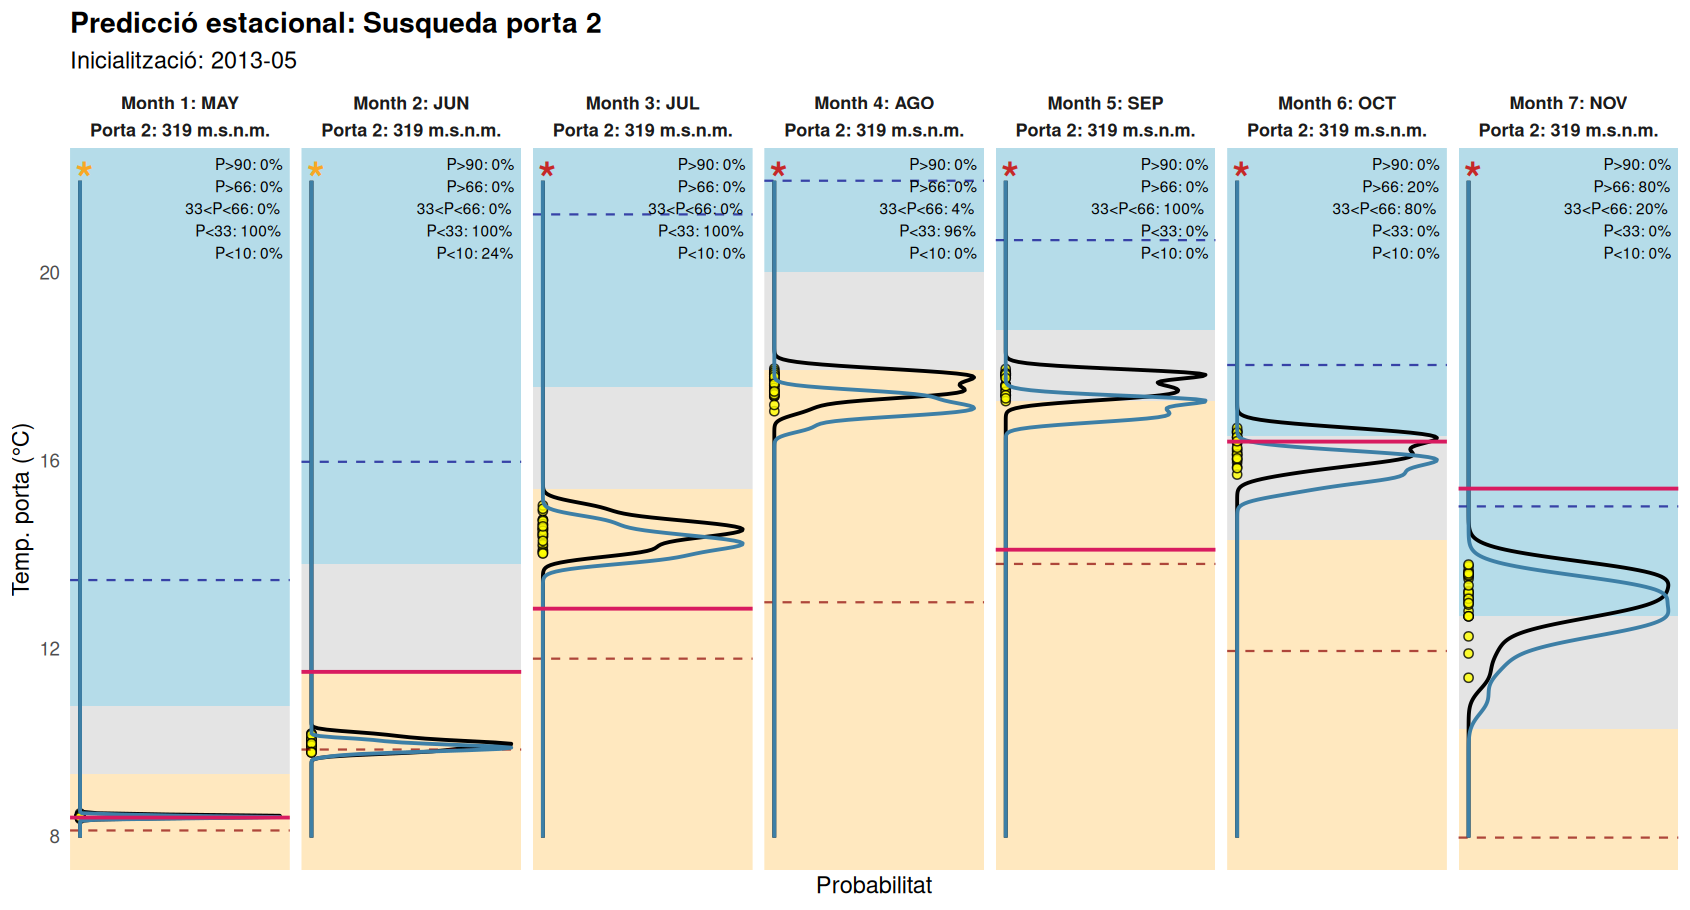 Predicció estacional: Susqueda porta 2
Inicialització: 2013-05
Month 1: MAY
Porta 2: 319 m.s.n.m.
Month 2: JUN
Porta 2: 319 m.s.n.m.
Month 3: JUL
Porta 2: 319 m.s.n.m.
Month 4: AGO
Porta 2: 319 m.s.n.m.
Month 5: SEP
Porta 2: 319 m.s.n.m.
Month 6: OCT
Porta 2: 319 m.s.n.m.
Month 7: NOV
Porta 2: 319 m.s.n.m.
*
P>90: 0%
P>66: 0%
33<P<66: 0%
P<33: 100%
P<10: 0%
*
P>90: 0%
P>66: 0%
33<P<66: 0%
P<33: 100%
P<10: 24%
*
P>90: 0%
P>66: 0%
33<P<66: 0%
P<33: 100%
P<10: 0%
*
P>90: 0%
P>66: 0%
33<P<66: 4%
P<33: 96%
P<10: 0%
*
P>90: 0%
P>66: 0%
33<P<66: 100%
P<33: 0%
P<10: 0%
*
P>90: 0%
P>66: 20%
33<P<66: 80%
P<33: 0%
P<10: 0%
*
P>90: 0%
P>66: 80%
33<P<66: 20%
P<33: 0%
P<10: 0%
20
16
12
8
Temp. porta (°C)
Probabilitat